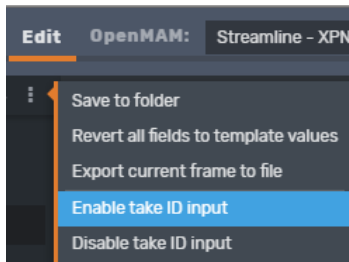 Edit OpenMAM: Streamline - XPN
Save to folder
Revert all fields to template values
Export current frame to file
Enable take ID input
Disable take ID input